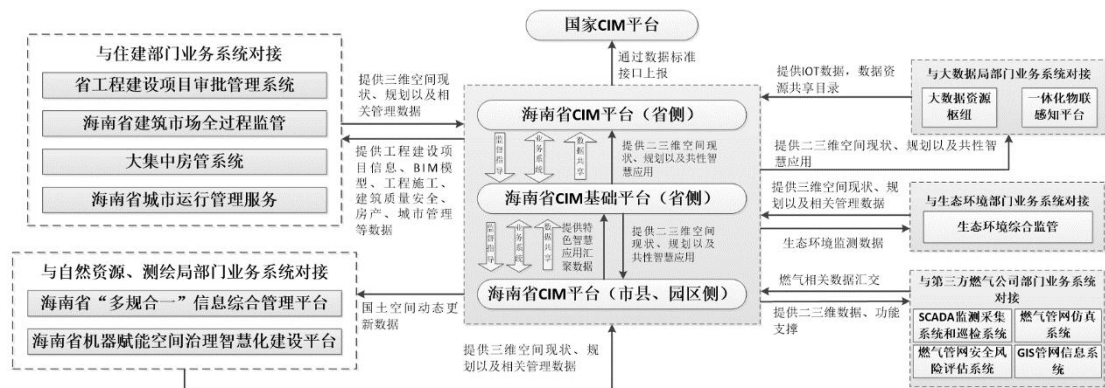 国家CIM平台
通过数据标准
接口上报
与住建部门业务系统对接
省工程建设项目审批管理系统
海南省建筑市场全过程监管
大集中房管系统
海南省城市运行管理服务
提供三维空间现
状、规划以及相
关管理数据
提供工程建设项
目信息、BIM模
型、工程施工、
建筑质量安全、
房产、城市管理
等数据
与自然资源、测绘局部门业务系统对接
海南省“多规合一”信息综合管理平台
海南省机器赋能空间治理智慧化建设平台
国土空间动态更
新数据
提供三维空间现状、规
划以及相关管理数据
海南省CIM平台（省侧）
监督指导
业务系统
数据共享
提供二三维空间现
状、规划以及共性智
慧应用
海南省CIM基础平台（省侧）
监督指导
业务系统
数据共享
提供特
色智慧
应用汇
聚数据
提供二三维空间
现状、规划以及
共性智慧应用
海南省CIM平台（市县、园区侧）
提供IOT数据，数据资
源共享目录
提供二三维空间现状、规划以及共性智
慧应用
与大数据局部门业务系统对接
大数据资源
枢纽
一体化物联
感知平台
提供三维空间现状、规
划以及相关管理数据
生态环境监测数据
与生态环境部门业务系统对接
生态环境综合监管
燃气相关数据汇交
提供二三维数据、功能
支撑
与第三方燃气公司部门业务系统
对接
SCADA监测采集
系统和巡检系统
燃气管网仿真
系统
燃气管网安全风
险评估系统
GIS管网信息系
统